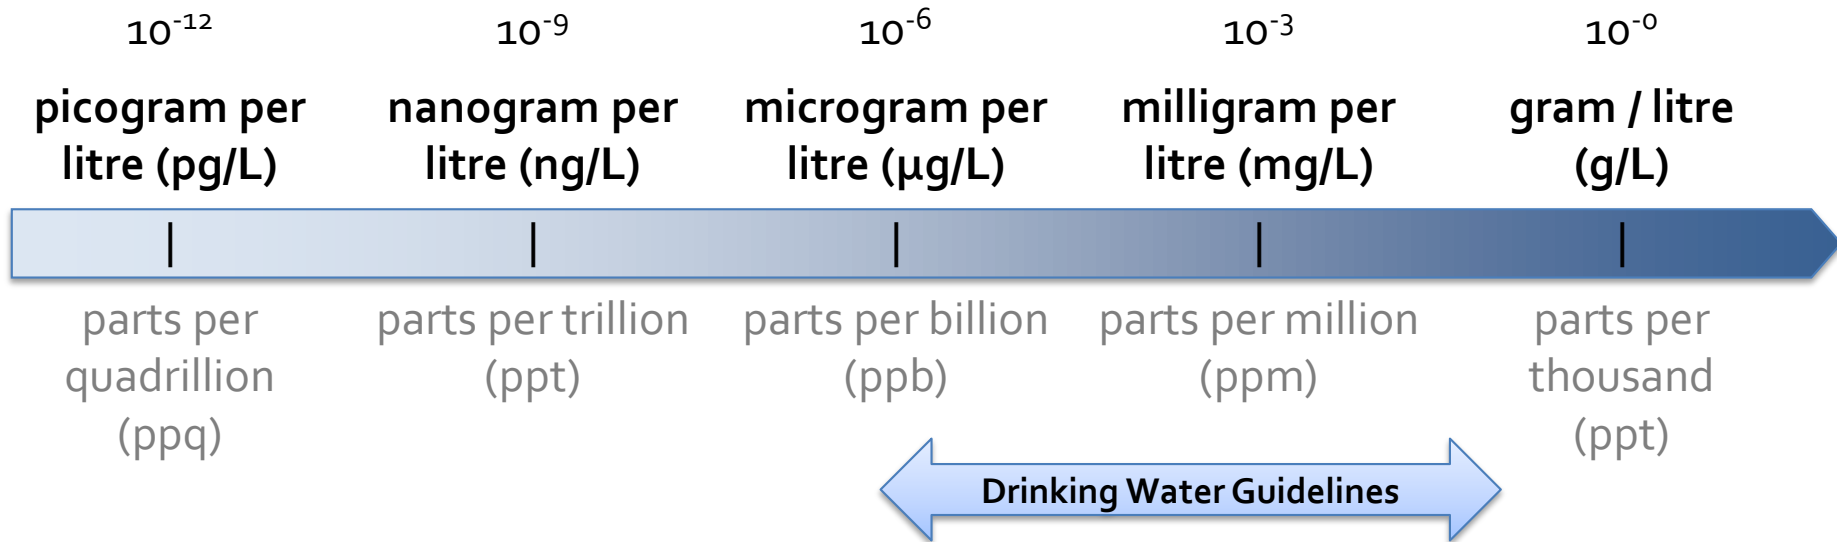 10⁻¹² 10⁻⁹ 10⁻⁶ 10⁻³ 10⁻⁰
picogram per nanogram per microgram per milligram per gram / litre
litre (pg/L) litre (ng/L) litre (µg/L) litre (mg/L) (g/L)
parts per parts per trillion parts per billion parts per million parts per
quadrillion (ppt) (ppb) (ppm) thousand
(ppq) (ppt)
Drinking Water Guidelines